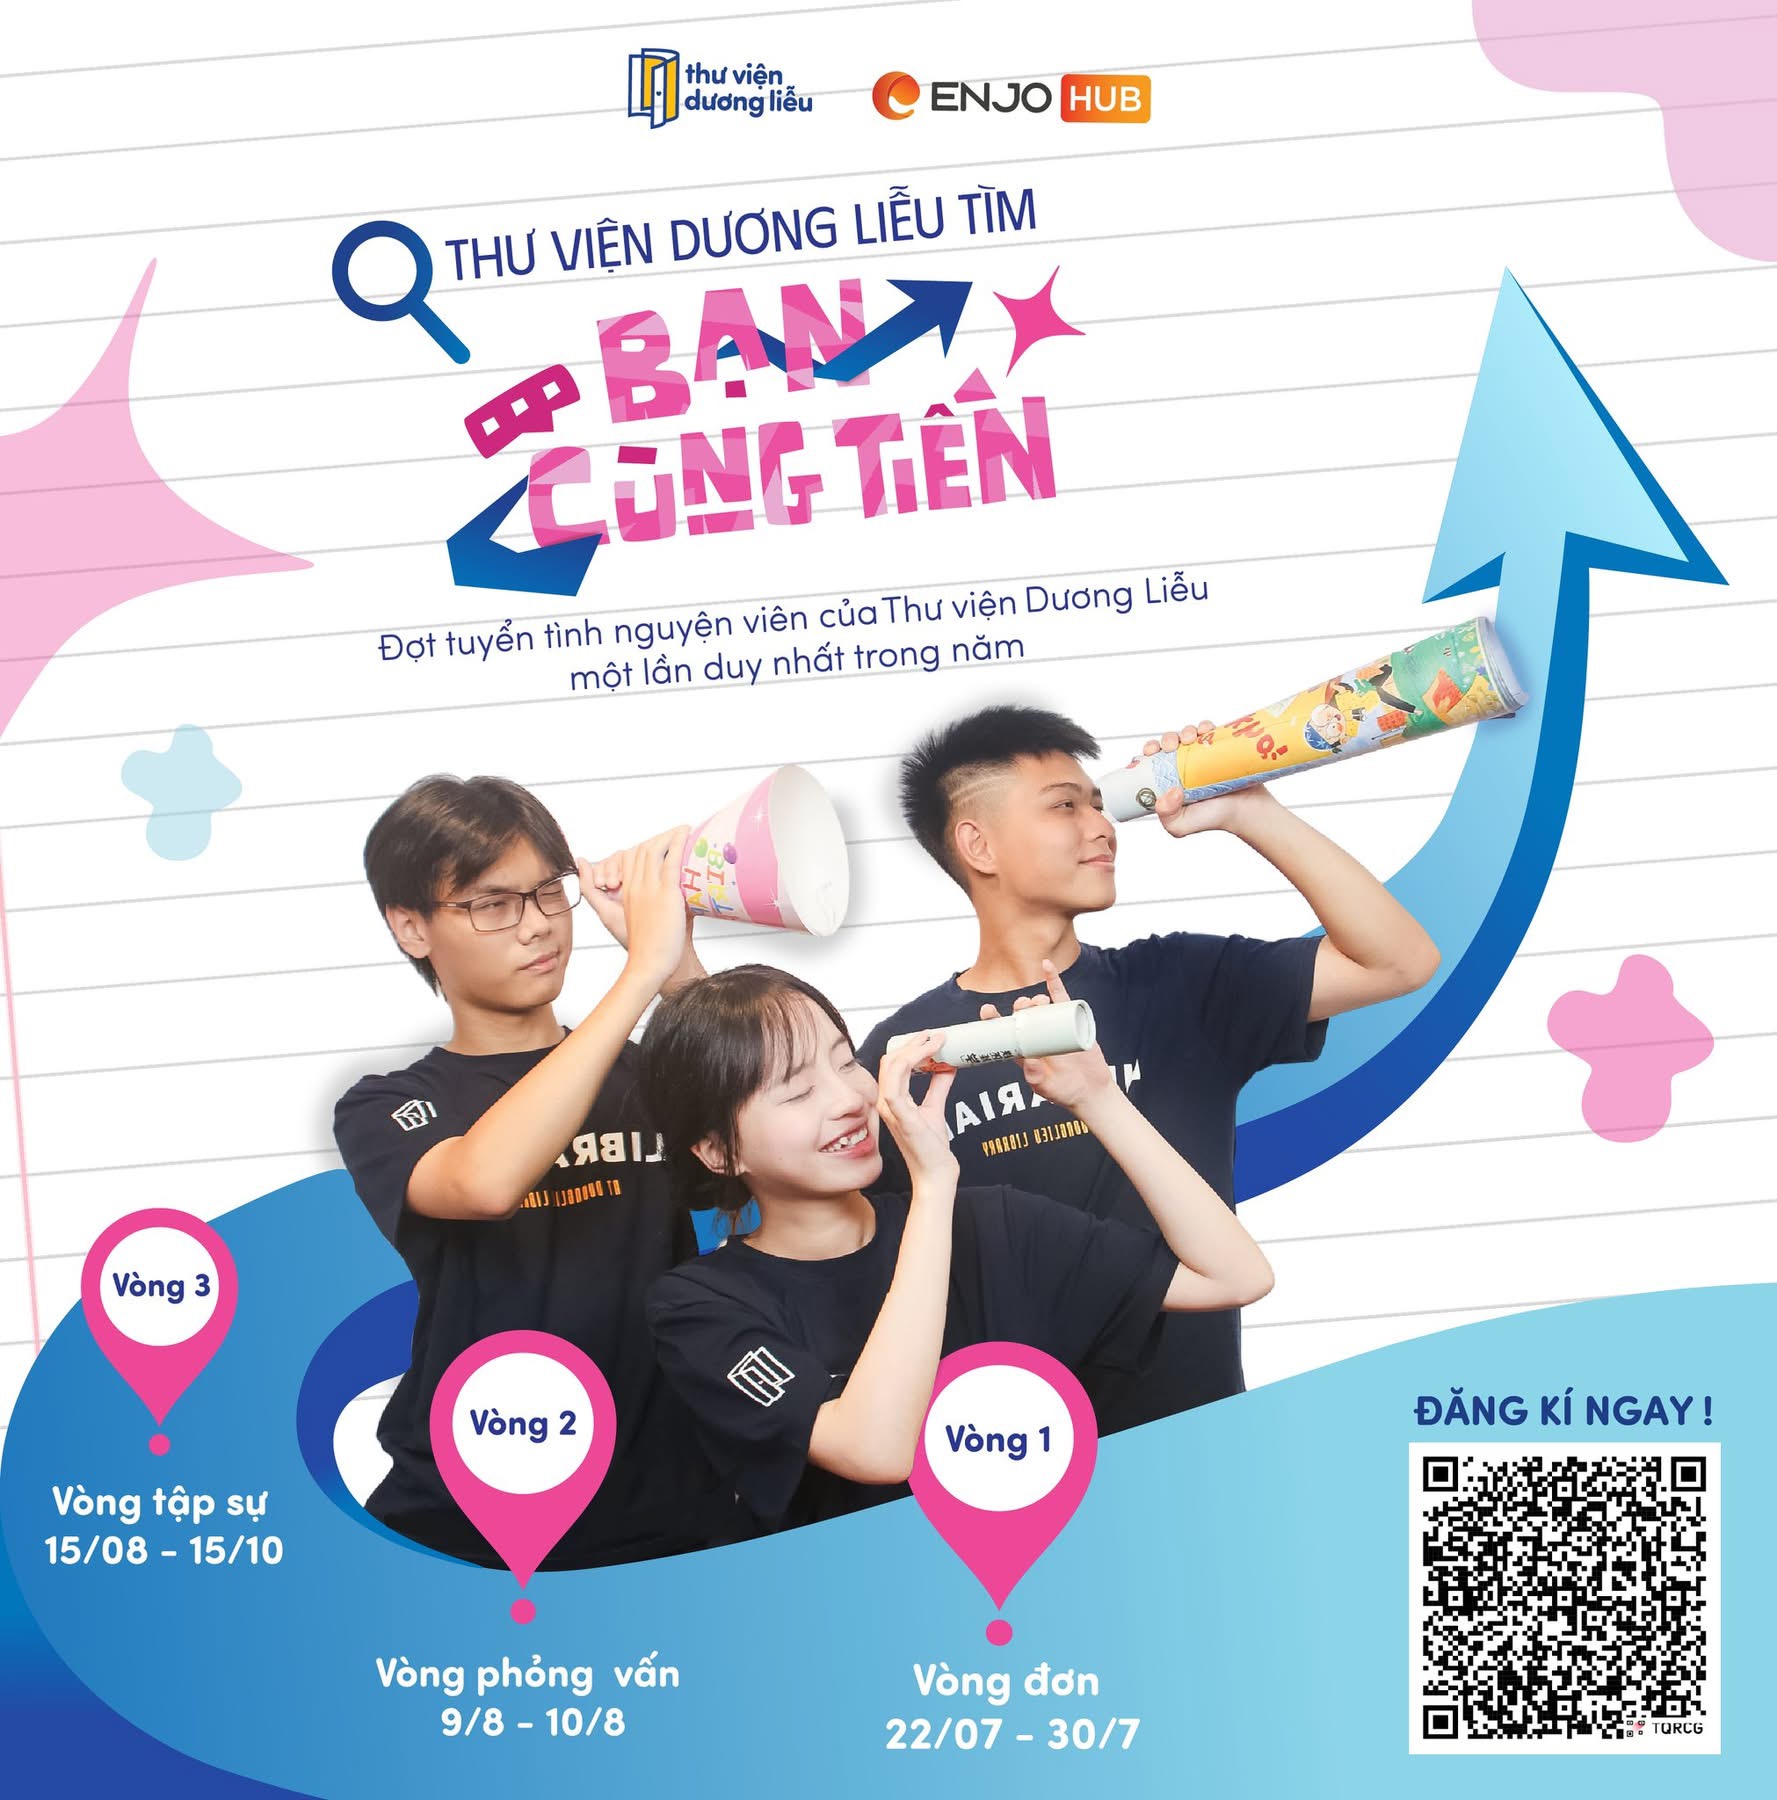 thư viện
dương liễu
ENJO HUB
THƯ VIỆN DƯƠNG LIỄU TÌM
BẠN
CÙNG TIẾN
Đợt tuyển tình nguyện viên của Thư viện Dương Liễu
một lần duy nhất trong năm
Vòng 3
Vòng tập sự
15/08 - 15/10
Vòng 2
Vòng phỏng vấn
9/8 - 10/8
Vòng 1
Vòng đơn
22/07 - 30/7
ĐĂNG KÍ NGAY !
TQRCG